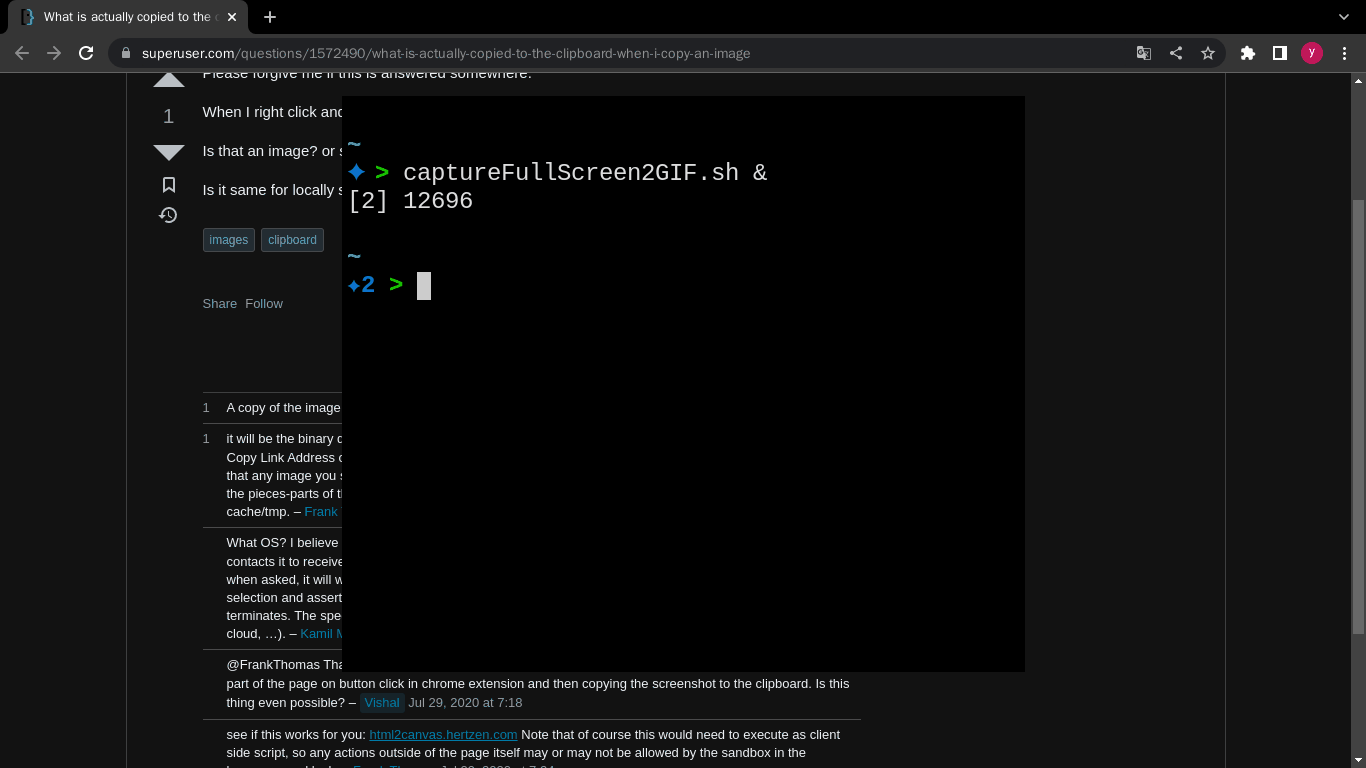 What is actually copied to the c
superuser.com/questions/1572490/what-is-actually-copied-to-the-clipboard-when-i-copy-an-image
y
Please forgive me if this is answered somewhere.
1
When I right click and
Is that an image? or s
Is it same for locally s
images clipboard
Share Follow
~
✦ > captureFullScreen2GIF.sh &
[2] 12696
~
✦2 >
1 A copy of the image
1 it will be the binary d
Copy Link Address o
that any image you s
the pieces-parts of t
cache/tmp. – Frank
What OS? I believe
contacts it to receive
when asked, it will w
selection and assert
terminates. The spe
cloud, …). – Kamil M
@FrankThomas Tha
part of the page on button click in chrome extension and then copying the screenshot to the clipboard. Is this
thing even possible? – Vishal Jul 29, 2020 at 7:18
see if this works for you: html2canvas.hertzen.com Note that of course this would need to execute as client
side script, so any actions outside of the page itself may or may not be allowed by the sandbox in the